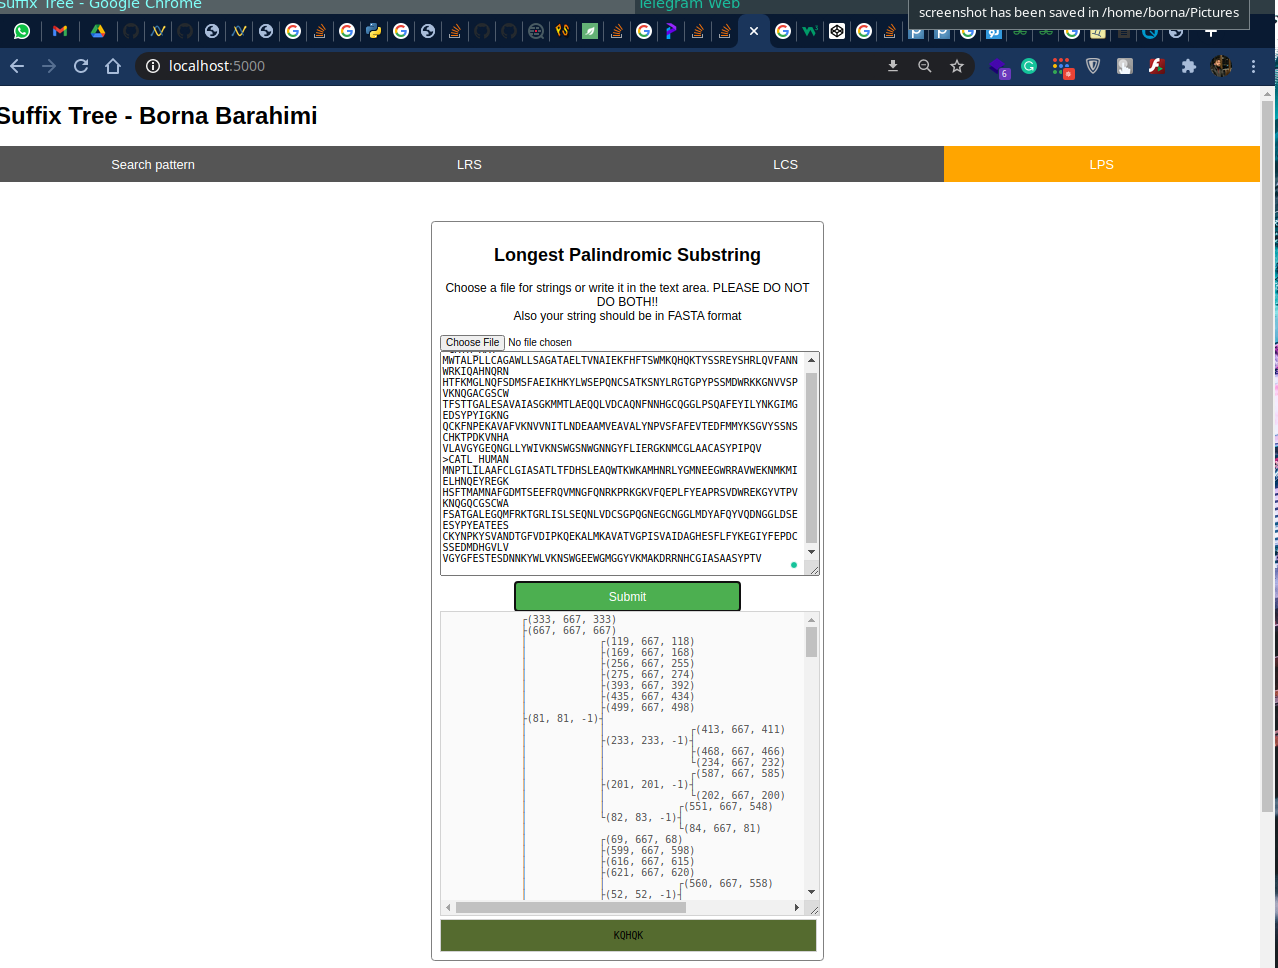 Suffix Tree - Google Chrome
Telegram Web
screenshot has been saved in /home/borna/Pictures
localhost:5000
6
Suffix Tree - Borna Barahimi
Search pattern
LRS
LCS
LPS
Longest Palindromic Substring
Choose a file for strings or write it in the text area. PLEASE DO NOT
DO BOTH!!
Also your string should be in FASTA format
Choose File No file chosen
MWTALPLLCAGAWLLSAGATAELTVNAIEKFHFTSWMKQHQKTYSSREYSHRLQVFANN
WRKIQAHNQRN
HTFKMGLNQFSDMSFAEIKHKYLWSEPQNCSATKSNYLRGTGPYPSSMDWRKKGNVVSP
VKNQGACGSCW
TFSTTGALESAVAIASGKMMTLAEQQLVDCAQNFNNHGCQGGLPSQAFEYILYNKGIMG
EDSYPYIGKNG
QCKFNPEKAVAFVKNVVNITLNDEAAMVEAVALYNPVSFAFEVTEDFMMYKSGVYSSNS
CHKTPDKVNHA
VLAVGYGEQNGLLYWIVKNSWGSNWGNNGYFLIERGKNMCGLAACASYPIPQV
>CATL_HUMAN
MNPTLILAAFCLGIASATLTFDHSLEAQWTKWKAMHNRLYGMNEEGWRRAVWEKNMKMI
ELHNQEYREGK
HSFTMAMNAFGDMTSEEFRQVMNGFQNRKPRKGKVFQEPLFYEAPRSVDWREKGYVTPV
KNQGQCGSCWA
FSATGALEGQMFRKTGRLISLSEQNLVDCSGPQGNEGCNGGLMDYAFQYVQDNGGLDSE
ESYPYEATEES
CKYNPKYSVANDTGFVDIPKQEKALMKAVATVGPISVAIDAGHESFLFYKEGIYFEPDC
SSEDMDHGVLV
VGYGFESTESDNNKYWLVKNSWGEEWGMGGYVKMAKDRRNHCGIASAASYPTV
Submit
(333, 667, 333)
(667, 667, 667)
(119, 667, 118)
(169, 667, 168)
(256, 667, 255)
(275, 667, 274)
(393, 667, 392)
(435, 667, 434)
(499, 667, 498)
(81, 81, -1)
(413, 667, 411)
(233, 233, -1)
(468, 667, 466)
(234, 667, 232)
(587, 667, 585)
(201, 201, -1)
(202, 667, 200)
(551, 667, 548)
(82, 83, -1)
(84, 667, 81)
(69, 667, 68)
(599, 667, 598)
(616, 667, 615)
(621, 667, 620)
(560, 667, 558)
(52, 52, -1)
KQHQK